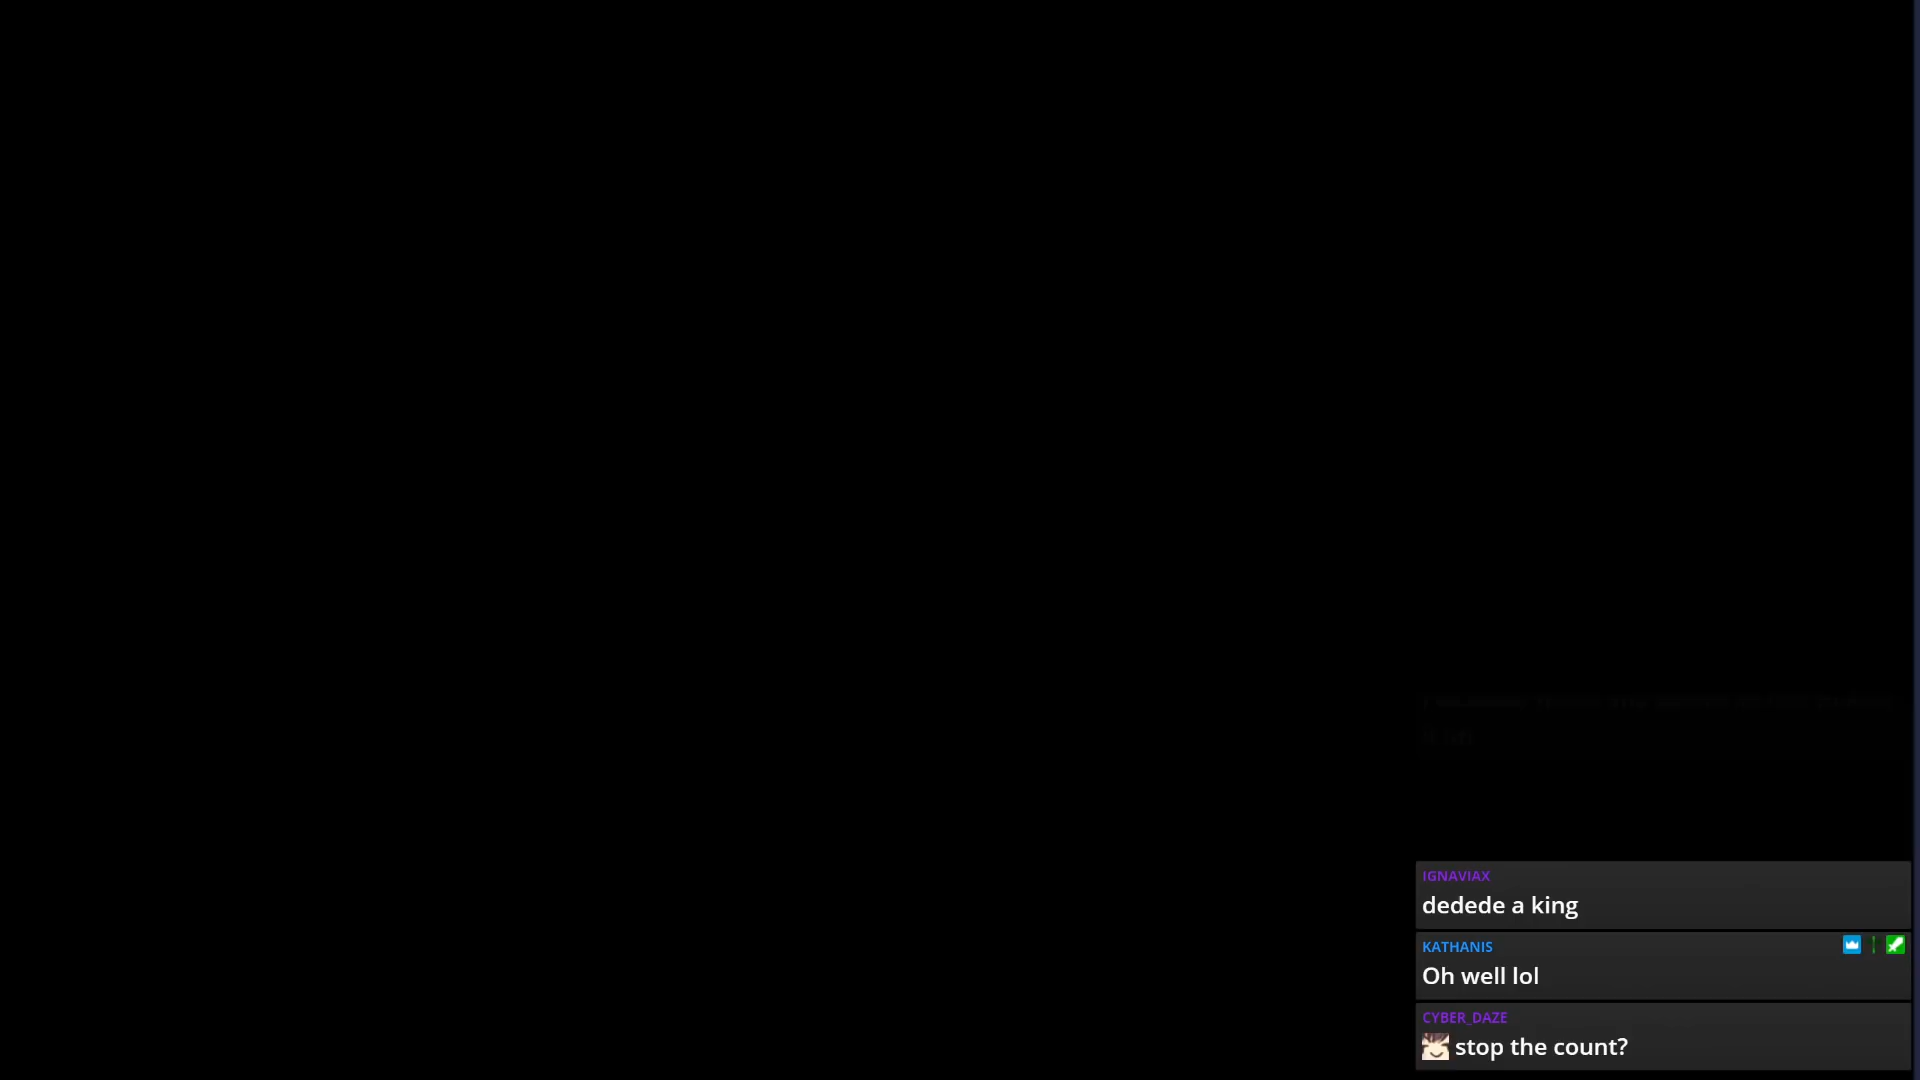 IGNAVIAX
dedede a king
KATHANIS
Oh well lol
CYBER_DAZE
stop the count?